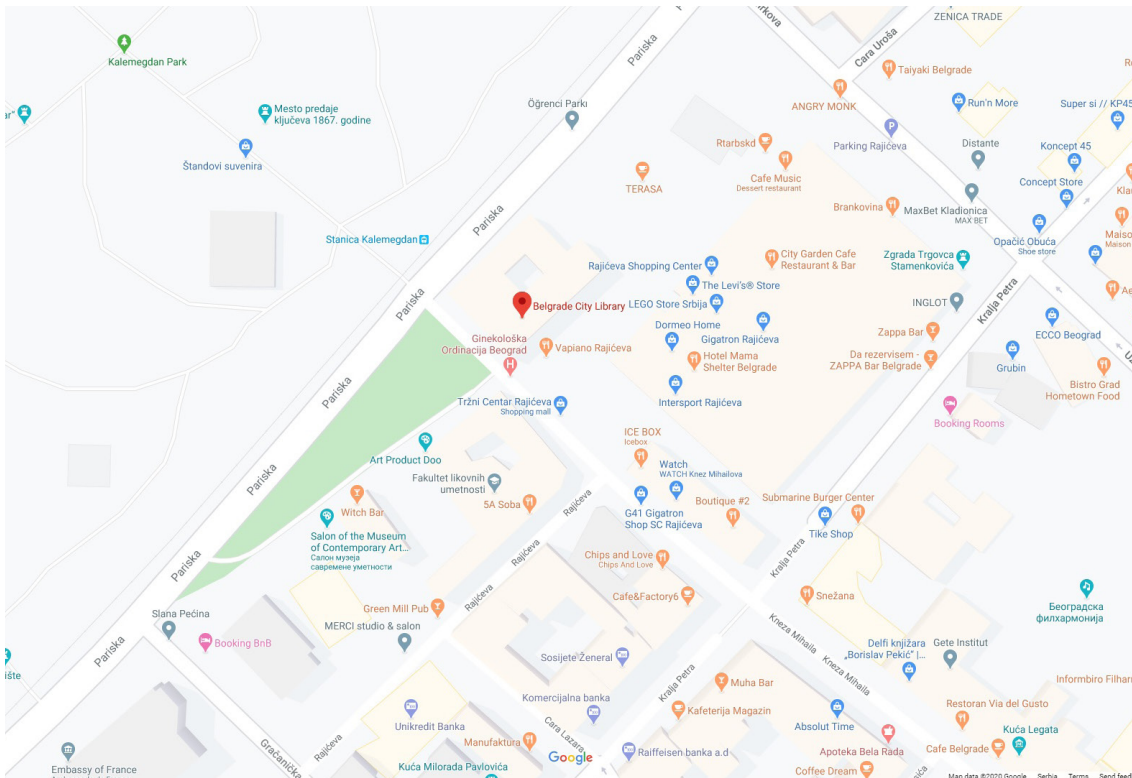 Kalemegdan Park
Mesto predaje
ključeva 1867. godine
Štandovi suvenira
Stanica Kalemegdan
Pariska
Pariska
Pariska
Pariska
Pariska
Pariska
Pariska
Öğrenci Parkı
TERASA
Rtarbskd
Cafe Music
Dessert restaurant
ANGRY MONK
Taiyaki Belgrade
Cara Uroša
ZENICA TRADE
Run'n More
Super si // KP45
Parking Rajićeva
Distante
Koncept 45
Concept Store
MaxBet Kladionica
MAX BET
Brankovina
Opačić Obuća
Shoe store
Maison
City Garden Cafe
Restaurant & Bar
Zgrada Trgovca
Stamenkovića
Rajićeva Shopping Center
The Levi's® Store
LEGO Store Srbija
Belgrade City Library
Dormeo Home
Gigatron Rajićeva
INGLOT
Kralja Petra
Zappa Bar
ECCO Beograd
Ginekološka
Ordinacija Beograd
Vapiano Rajićeva
Hotel Mama
Shelter Belgrade
Da rezervisem -
ZAPPA Bar Belgrade
Grubin
Bistro Grad
Hometown Food
Intersport Rajićeva
Tržni Centar Rajićeva
Shopping mall
Booking Rooms
ICE BOX
Icebox
Art Product Doo
Fakultet likovnih
umetnosti
Watch
WATCH Knez Mihailova
Witch Bar
5A Soba
Rajićeva
G41 Gigatron
Shop SC Rajićeva
Boutique #2
Submarine Burger Center
Tike Shop
Salon of the Museum
of Contemporary Art...
Салон музеја
савремене уметности
Rajićeva
Chips and Love
Chips And Love
Kralja Petra
Rajićeva
Cafe&Factory6
Snežana
Београдска
филхармонија
Slana Pećina
Green Mill Pub
MERCI studio & salon
Booking BnB
Kneza Mihaila
Kneza Mihaila
Delfi knjižara
„Borislav Pekić" |...
Gete Institut
Sosijete Ženeral
Kralja Petra
Muha Bar
Informbiro Filhar
Komercijalna banka
Kafeterija Magazin
Unikredit Banka
Cara Lazara
Absolut Time
Restoran Via del Gusto
Kuća Legata
Gračanička
Rajićeva
Manufaktura
Google
Raiffeisen banka a.d
Apoteka Bela Rada
Cafe Belgrade
Embassy of France
Kuća Milorada Pavlovića
Coffee Dream
Map data ©2020 Google Serbia Terms Send feed